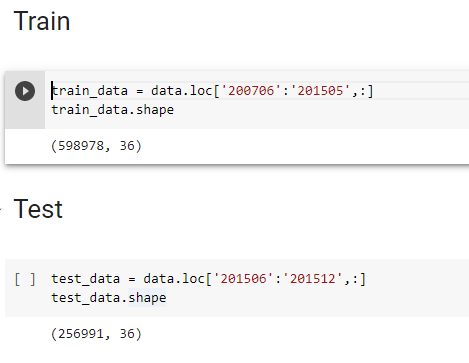 Train
train_data = data.loc['200706':'201505',:]
train_data.shape
(598978, 36)
Test
[ ] test_data = data.loc['201506':'201512',:]
test_data.shape
(256991, 36)